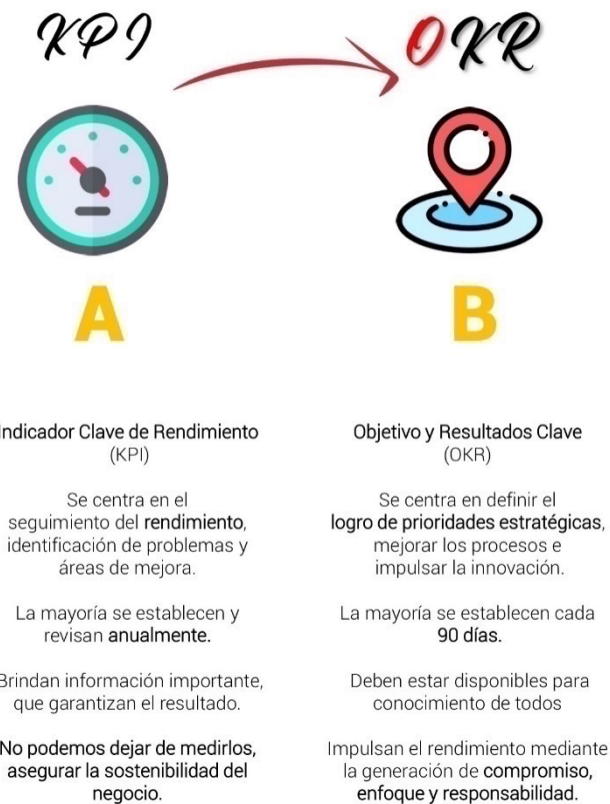 KPI
OKR
A
B
Indicador Clave de Rendimiento
(KPI)
Se centra en el
seguimiento del rendimiento,
identificación de problemas y
áreas de mejora.
La mayoría se establecen y
revisan anualmente.
Brindan información importante,
que garantizan el resultado.
No podemos dejar de medirlos,
asegurar la sostenibilidad del
negocio.
Objetivo y Resultados Clave
(OKR)
Se centra en definir el
logro de prioridades estratégicas,
mejorar los procesos e
impulsar la innovación.
La mayoría se establecen cada
90 días.
Deben estar disponibles para
conocimiento de todos
Impulsan el rendimiento mediante
la generación de compromiso,
enfoque y responsabilidad.